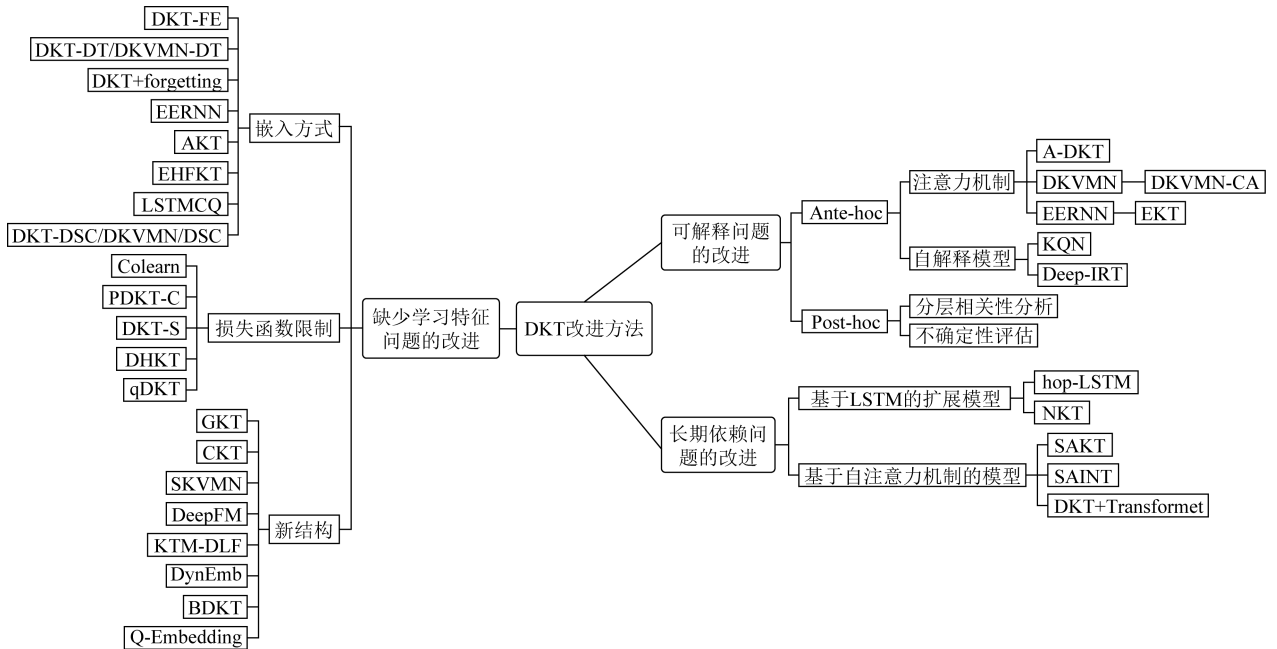 DKT-FE
DKT-DT/DKVMN-DT
DKT+forgetting
EERNN
AKT
EHFKT
LSTMCQ
DKT-DSC/DKVMN/DSC
嵌入方式
Colearn
PDKT-C
DKT-S
DHKT
qDKT
损失函数限制
GKT
CKT
SKVMN
DeepFM
KTM-DLF
DynEmb
BDKT
Q-Embedding
新结构
缺少学习特征
问题的改进
DKT改进方法
可解释问题
的改进
Ante-hoc
注意力机制
A-DKT
DKVMN
DKVMN-CA
EERNN
EKT
自解释模型
KQN
Deep-IRT
Post-hoc
分层相关性分析
不确定性评估
长期依赖问
题的改进
基于LSTM的扩展模型
hop-LSTM
NKT
基于自注意力机制的模型
SAKT
SAINT
DKT+Transformet